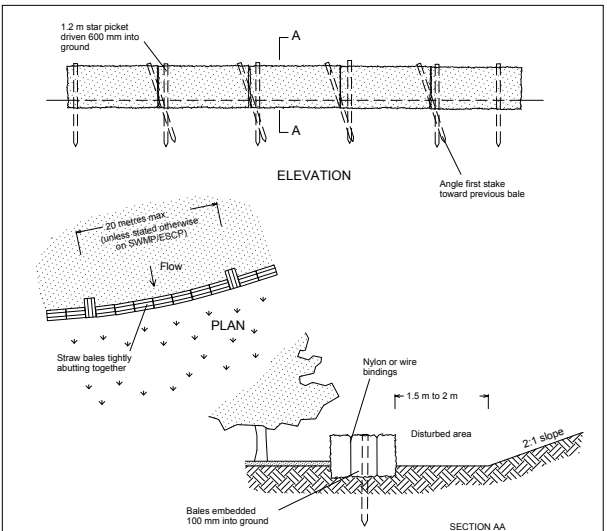 1.2 m star picket
driven 600 mm into
ground
A
A
ELEVATION
Angle first stake
toward previous bale
20 metres max.
(unless stated otherwise
on SWMP/ESCP)
Flow
PLAN
Straw bales tightly
abutting together
Nylon or wire
bindings
1.5 m to 2 m
Disturbed area
2:1 slope
Bales embedded
100 mm into ground
SECTION AA